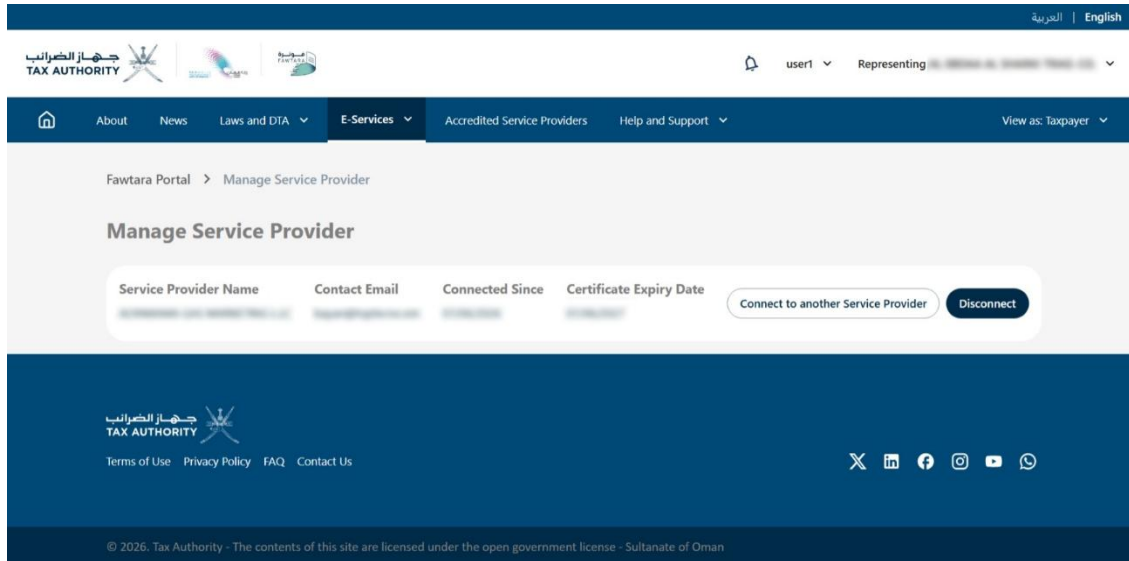 العربية | English
جهاز الضرائب
TAX AUTHORITY
فوترة
FAWTARA
user1
Representing
About News Laws and DTA E-Services Accredited Service Providers Help and Support View as: Taxpayer
Fawtara Portal > Manage Service Provider
Manage Service Provider
Service Provider Name Contact Email Connected Since Certificate Expiry Date
Connect to another Service Provider Disconnect
جهاز الضرائب
TAX AUTHORITY
Terms of Use Privacy Policy FAQ Contact Us
© 2026. Tax Authority - The contents of this site are licensed under the open government license - Sultanate of Oman